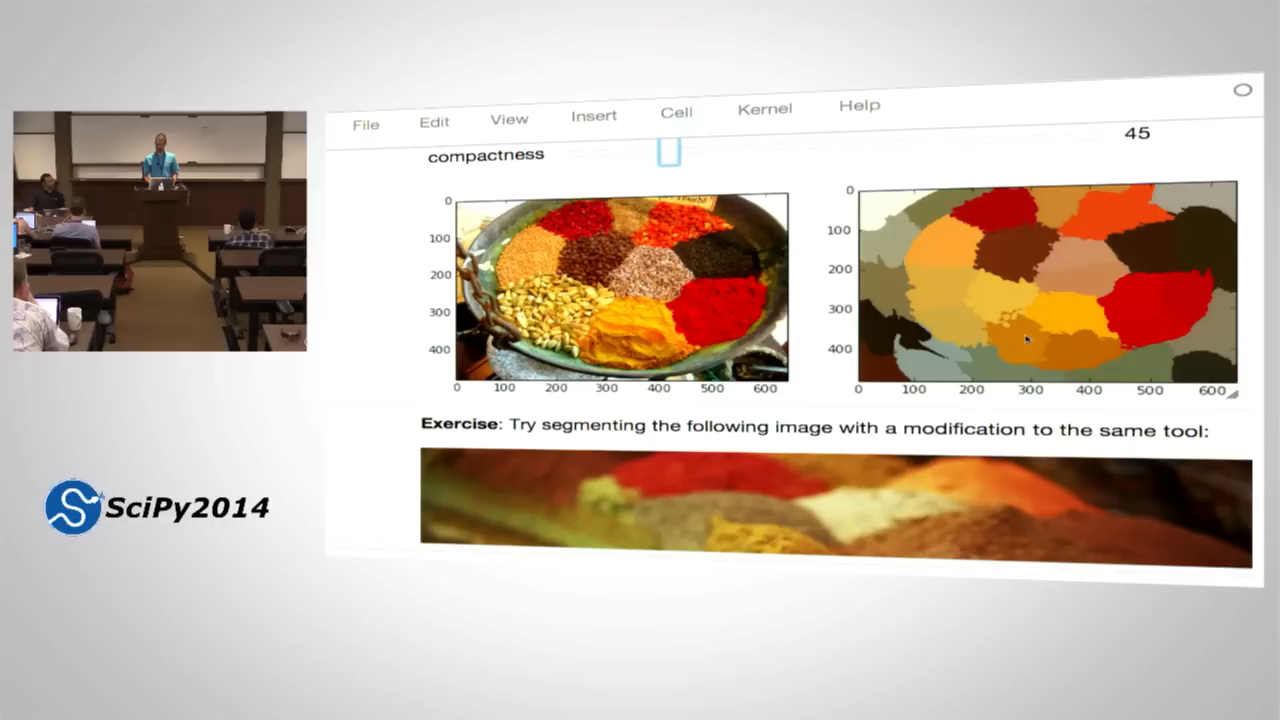 File Edit View Insert Cell Kernel Help
compactness 45
0
100
200
300
400
0 100 200 300 400 500 600
0
100
200
300
400
0 100 200 300 400 500 600
Exercise: Try segmenting the following image with a modification to the same tool:
SciPy2014